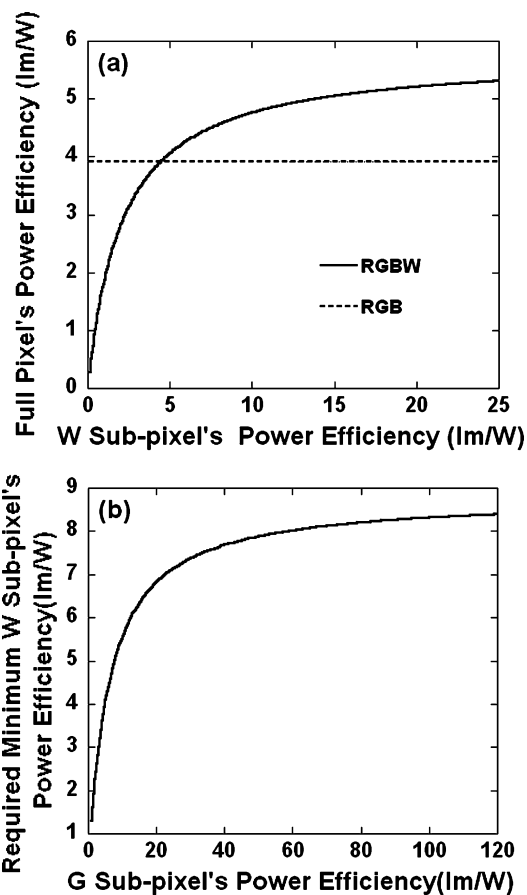 Full Pixel's Power Efficiency (lm/W)
(a)
6
5
4
3
2
1
0
RGBW
RGB
0 5 10 15 20 25
W Sub-pixel's Power Efficiency (lm/W)
Required Minimum W Sub-pixel's
Power Efficiency(lm/W)
(b)
9
8
7
6
5
4
3
2
1
0 20 40 60 80 100 120
G Sub-pixel's Power Efficiency(lm/W)